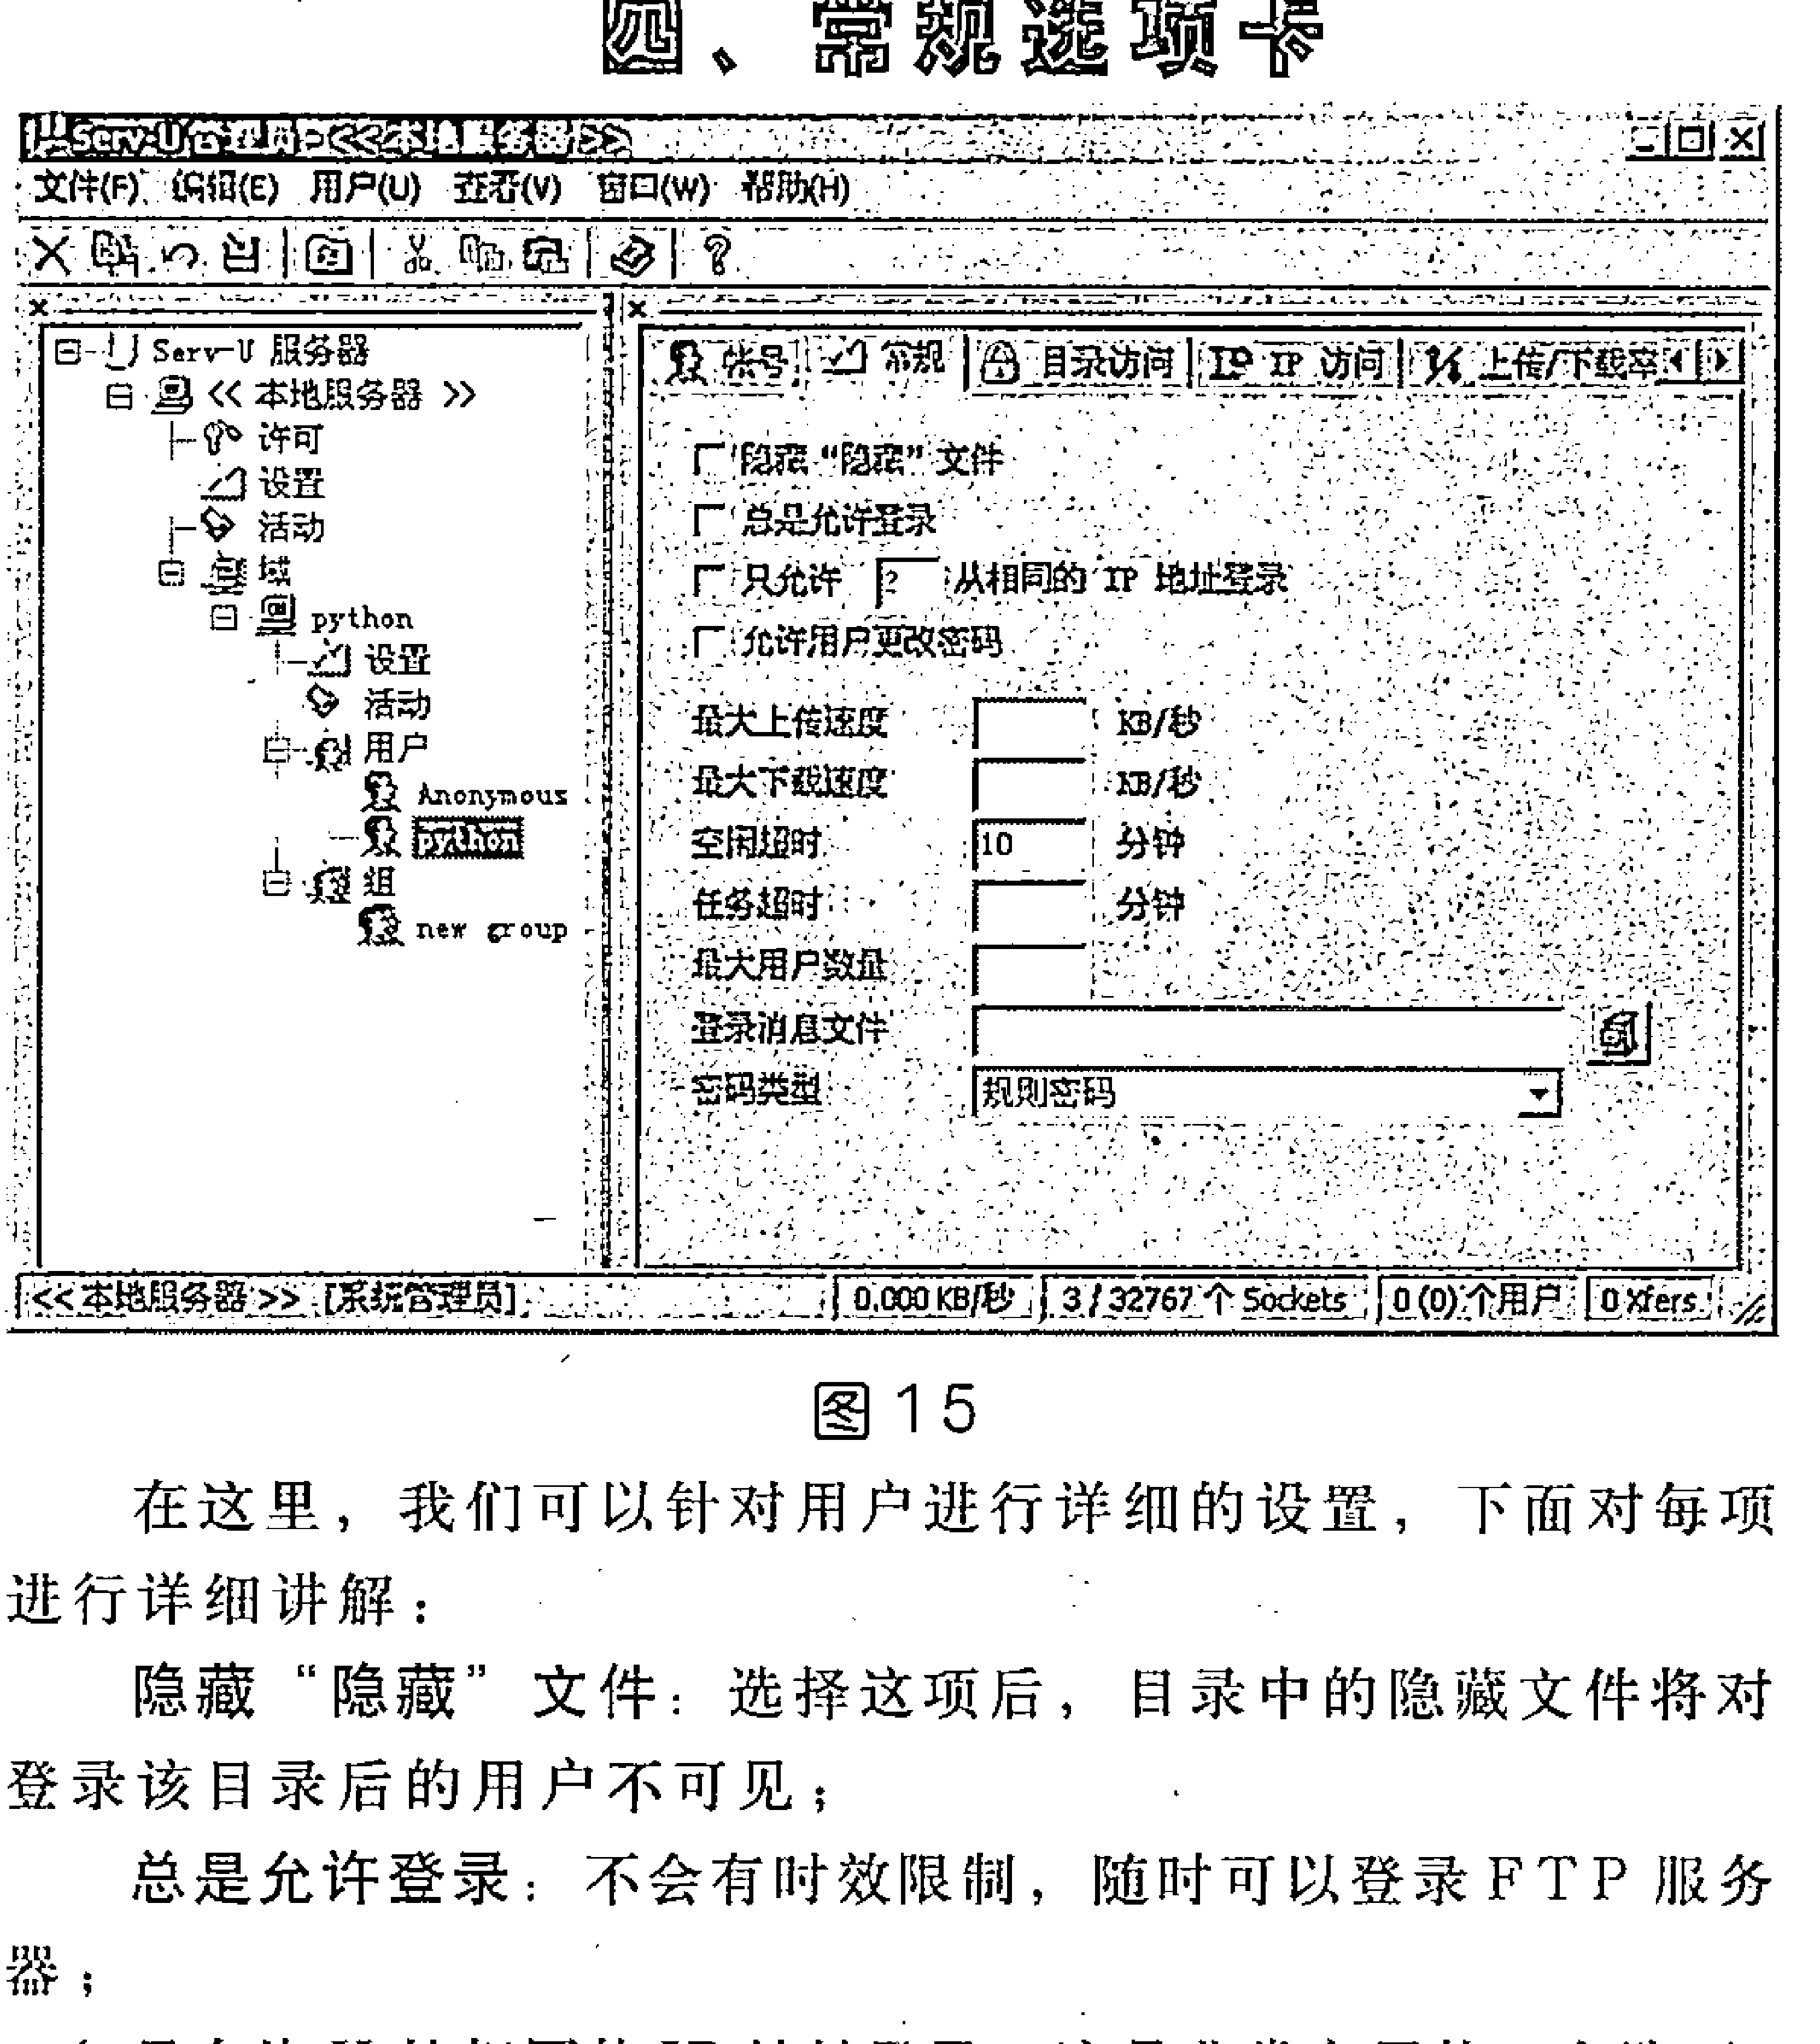 四、常规选项卡
Serv-U 管理员 - << 本地服务器 >>
文件(F) 编辑(E) 用户(U) 查看(V) 窗口(W) 帮助(H)
Serv-U 服务器
<< 本地服务器 >>
许可
设置
活动
域
python
设置
活动
用户
Anonymous
python
组
new group
帐号 常规 目录访问 IP 访问 上传/下载率
隐藏“隐藏”文件
总是允许登录
只允许 2 从相同的 IP 地址登录
允许用户更改密码
最大上传速度 KB/秒
最大下载速度 KB/秒
空闲超时 10 分钟
任务超时 分钟
最大用户数量
登录消息文件
密码类型 规则密码
<< 本地服务器 >> [系统管理员] 0.000 KB/秒 3 / 32767 个 Sockets 0 (0) 个用户 0 Xfers
图 15
在这里，我们可以针对用户进行详细的设置，下面对每项
进行详细讲解：
隐藏“隐藏”文件：选择这项后，目录中的隐藏文件将对
登录该目录后的用户不可见；
总是允许登录：不会有时效限制，随时可以登录FTP 服务
器；